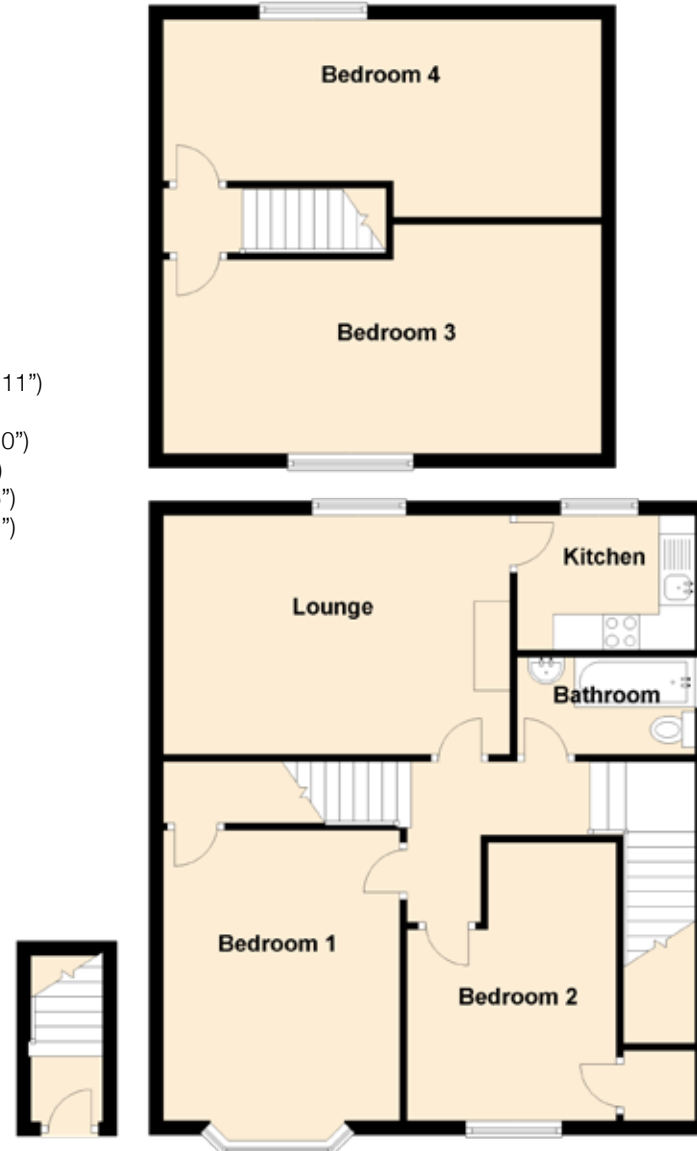 Bedroom 4
Bedroom 3
11”)
0”)
)
”)
”)
Lounge
Kitchen
Bathroom
Bedroom 1
Bedroom 2